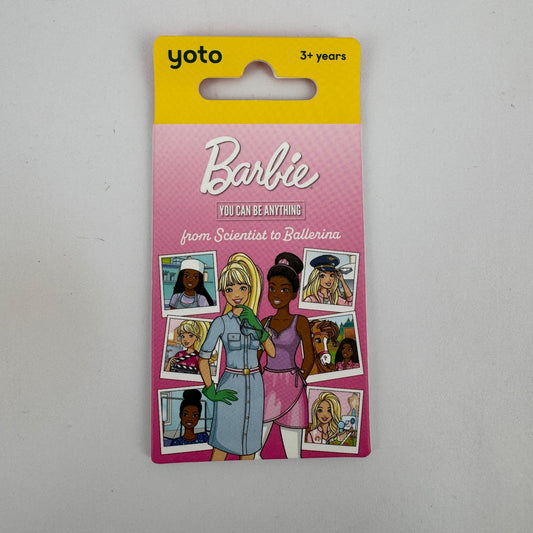 yoto
3+ years
Barbie
YOU CAN BE ANYTHING
from Scientist to Ballerina